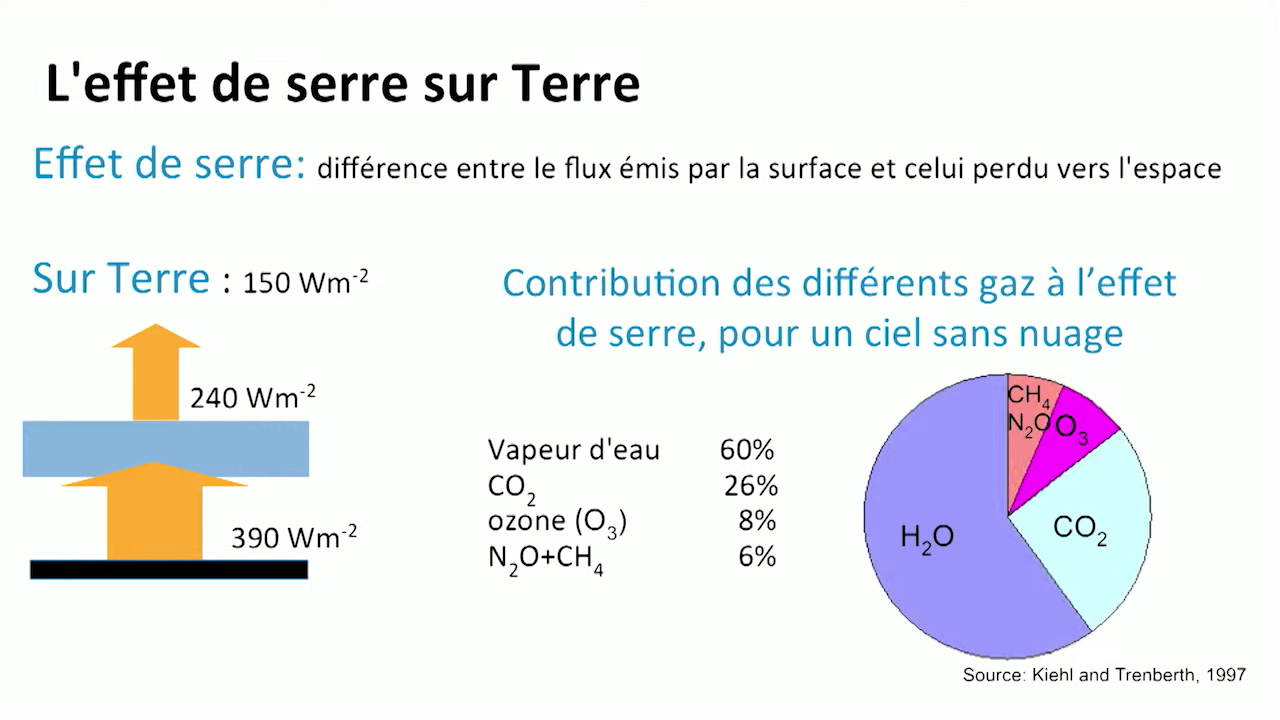 L'effet de serre sur Terre
Effet de serre: différence entre le flux émis par la surface et celui perdu vers l'espace
Sur Terre : 150 Wm-2
240 Wm-2
390 Wm-2
Contribution des différents gaz à l’effet
de serre, pour un ciel sans nuage
Vapeur d'eau 60%
CO2 26%
ozone (O3) 8%
N2O+CH4 6%
CH4
N2O
O3
H2O
CO2
Source: Kiehl and Trenberth, 1997